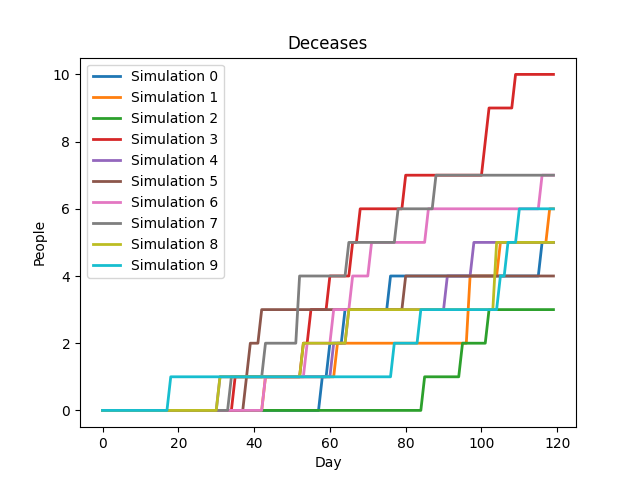 Deceases
People
10
8
6
4
2
0
Simulation 0
Simulation 1
Simulation 2
Simulation 3
Simulation 4
Simulation 5
Simulation 6
Simulation 7
Simulation 8
Simulation 9
0 20 40 60 80 100 120
Day